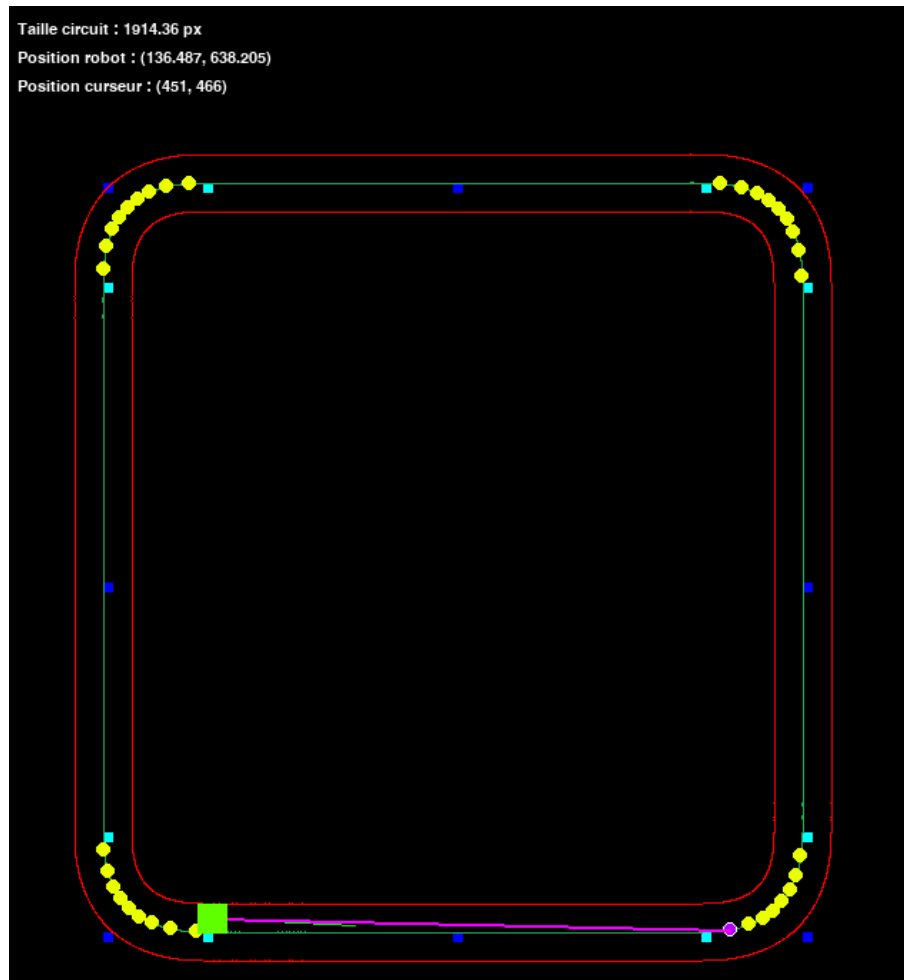 Taille circuit : 1914.36 px
Position robot : (136.487, 638.205)
Position curseur : (451, 466)